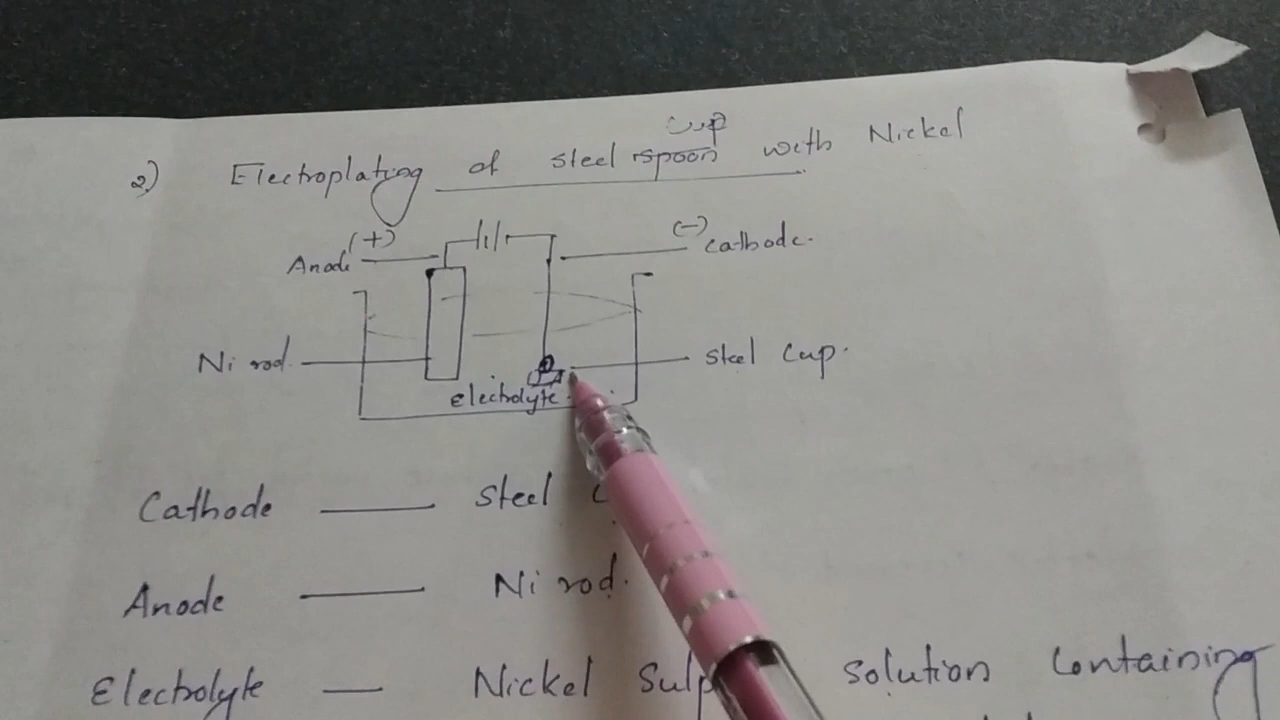 cup
2) Electroplating of steel spoon with Nickel
(+) (-)
Anode cathode.
Ni rod. steel cup.
Electrolyte
Cathode — steel
Anode — Ni rod.
Electrolyte — Nickel Sulp solution containing